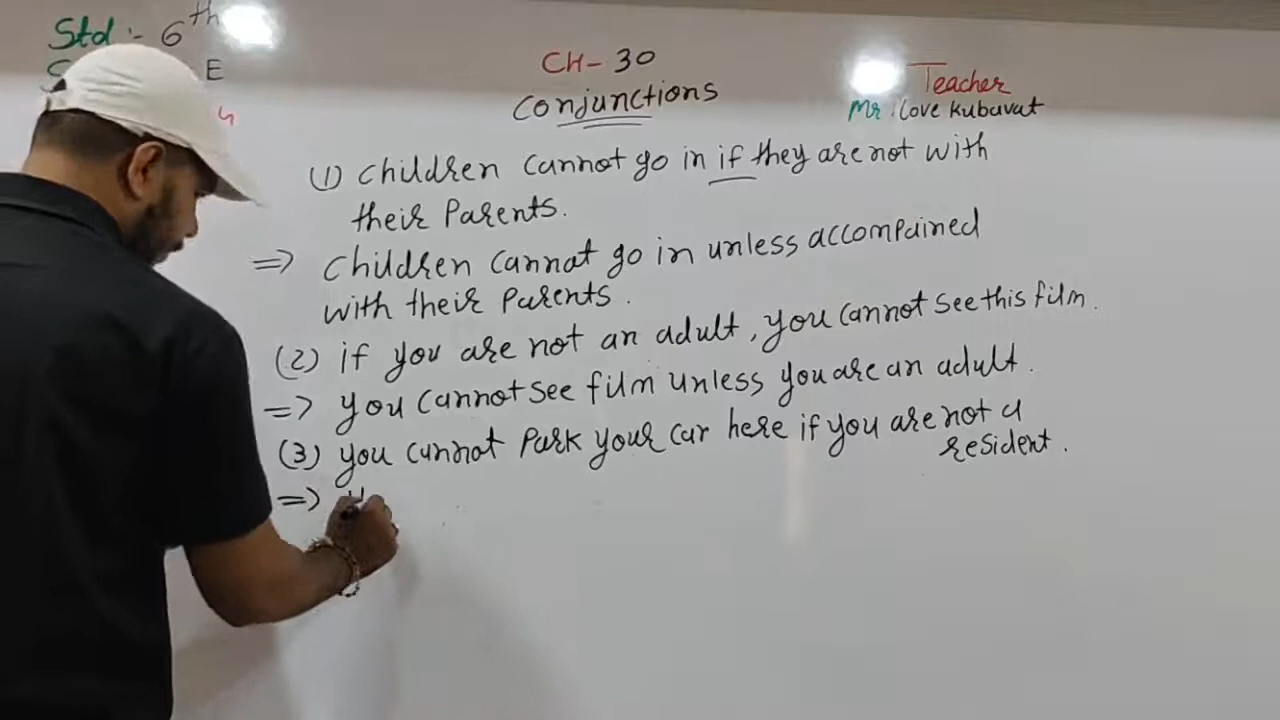 Std :- 6th
E
CH- 30
Conjunctions
Teacher
Mr. Love Kubavat
(1) Children cannot go in if they are not with
their Parents.
=> Children cannot go in unless accompained
with their Parents.
(2) if you are not an adult, you cannot see this film.
=> you cannot see film unless you are an adult.
(3) you cannot Park your car here if you are not a
resident.
=>